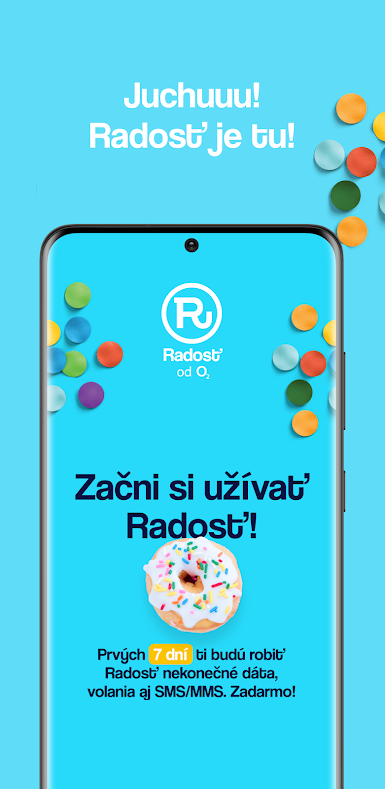 Juchuuu!
Radosť je tu!
R
Radosť
od O₂
Začni si užívať
Radosť!
Prvých 7 dní ti budú robiť
Radosť nekonečné dáta,
volania aj SMS/MMS. Zadarmo!